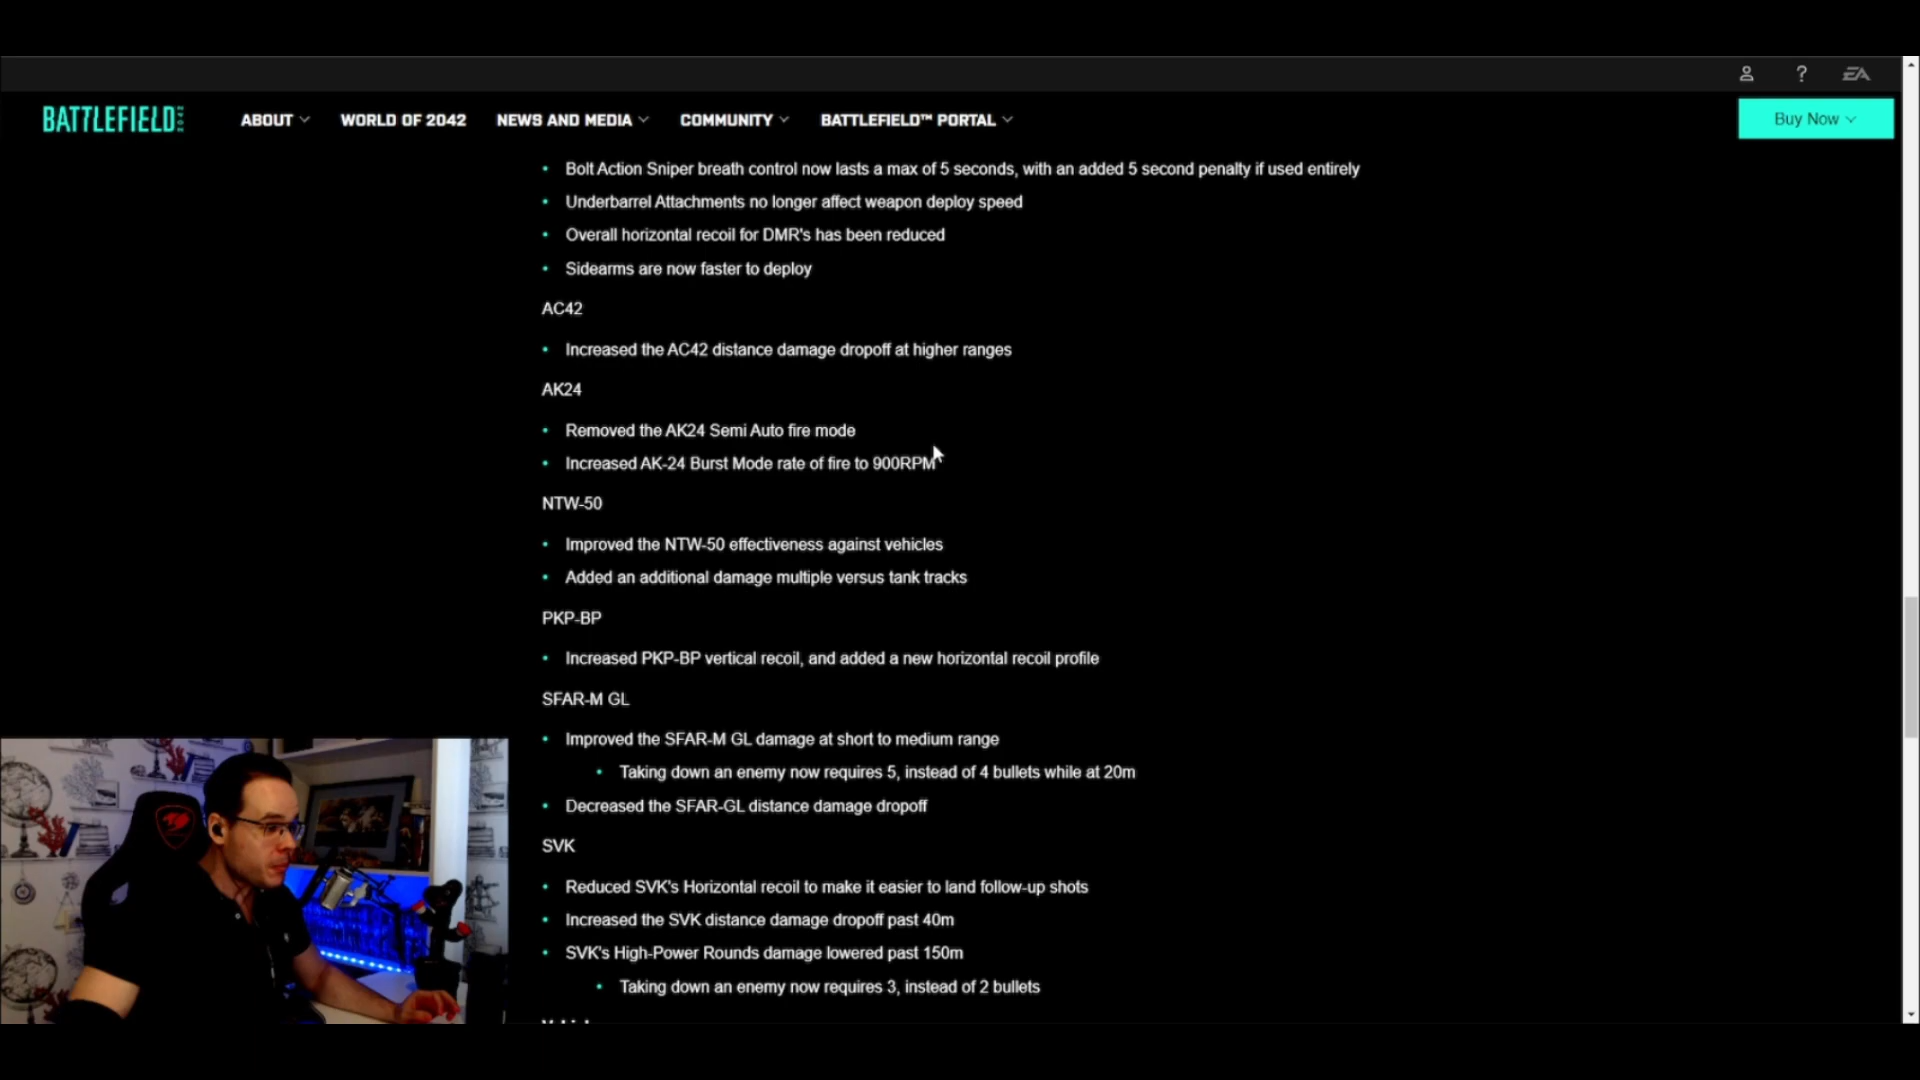 ?
EA
BATTLEFIELD
ABOUT
WORLD OF 2042
NEWS AND MEDIA
COMMUNITY
BATTLEFIELD™ PORTAL
Buy Now
• Bolt Action Sniper breath control now lasts a max of 5 seconds, with an added 5 second penalty if used entirely
• Underbarrel Attachments no longer affect weapon deploy speed
• Overall horizontal recoil for DMR's has been reduced
• Sidearms are now faster to deploy
AC42
• Increased the AC42 distance damage dropoff at higher ranges
AK24
• Removed the AK24 Semi Auto fire mode
• Increased AK-24 Burst Mode rate of fire to 900RPM
NTW-50
• Improved the NTW-50 effectiveness against vehicles
• Added an additional damage multiple versus tank tracks
PKP-BP
• Increased PKP-BP vertical recoil, and added a new horizontal recoil profile
SFAR-M GL
• Improved the SFAR-M GL damage at short to medium range
• Taking down an enemy now requires 5, instead of 4 bullets while at 20m
• Decreased the SFAR-GL distance damage dropoff
SVK
• Reduced SVK's Horizontal recoil to make it easier to land follow-up shots
• Increased the SVK distance damage dropoff past 40m
• SVK's High-Power Rounds damage lowered past 150m
• Taking down an enemy now requires 3, instead of 2 bullets